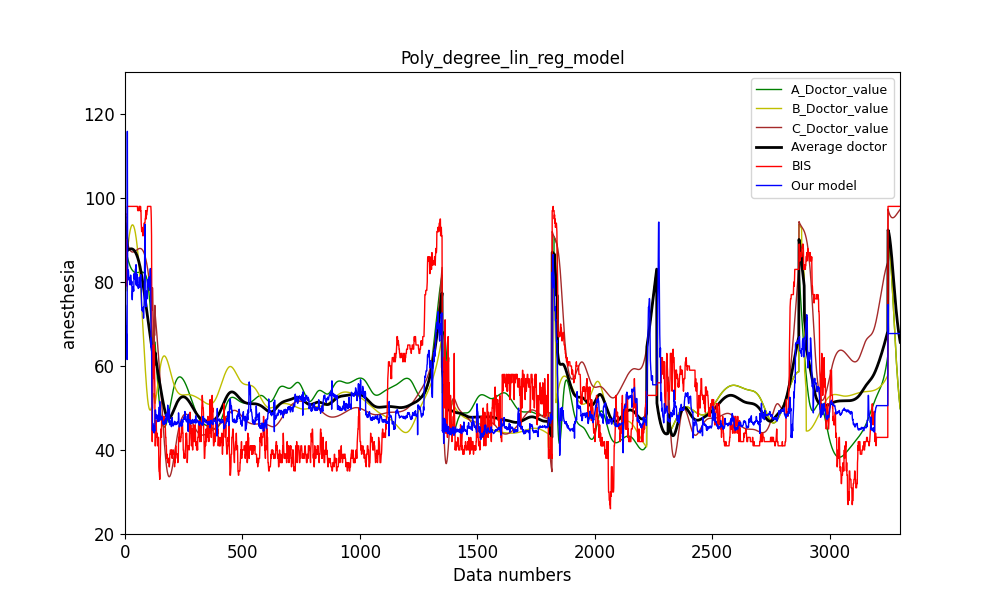 Poly_degree_lin_reg_model
A_Doctor_value
B_Doctor_value
C_Doctor_value
Average doctor
BIS
Our model
anesthesia
120
100
80
60
40
20
0 500 1000 1500 2000 2500 3000
Data numbers